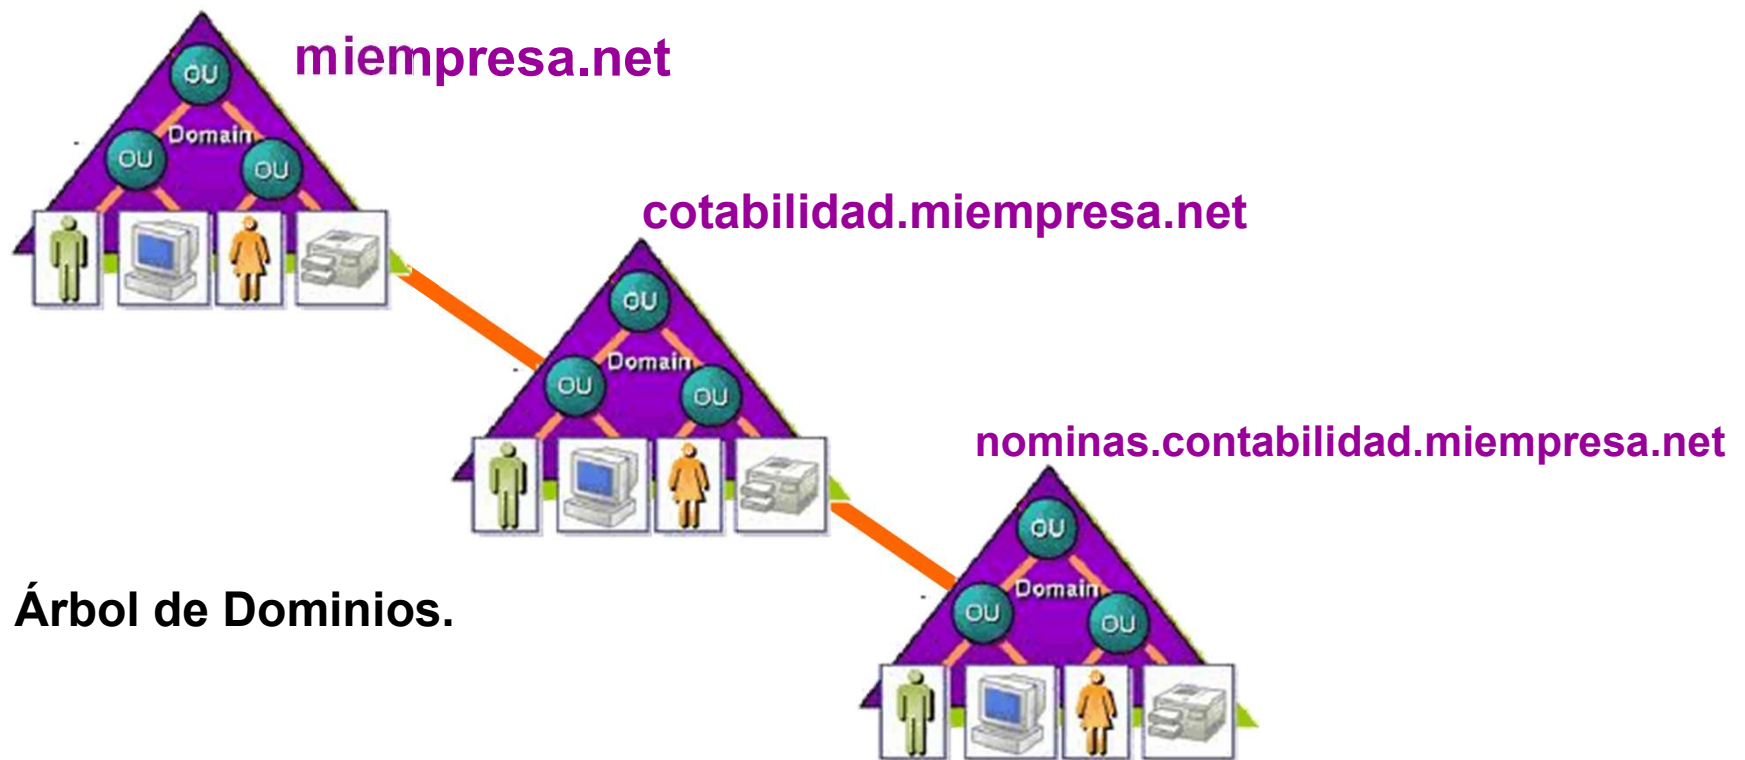 miempresa.net
OU
Domain
OU
OU
cotabilidad.miempresa.net
OU
Domain
OU
OU
nominas.contabilidad.miempresa.net
OU
Domain
OU
OU
Árbol de Dominios.